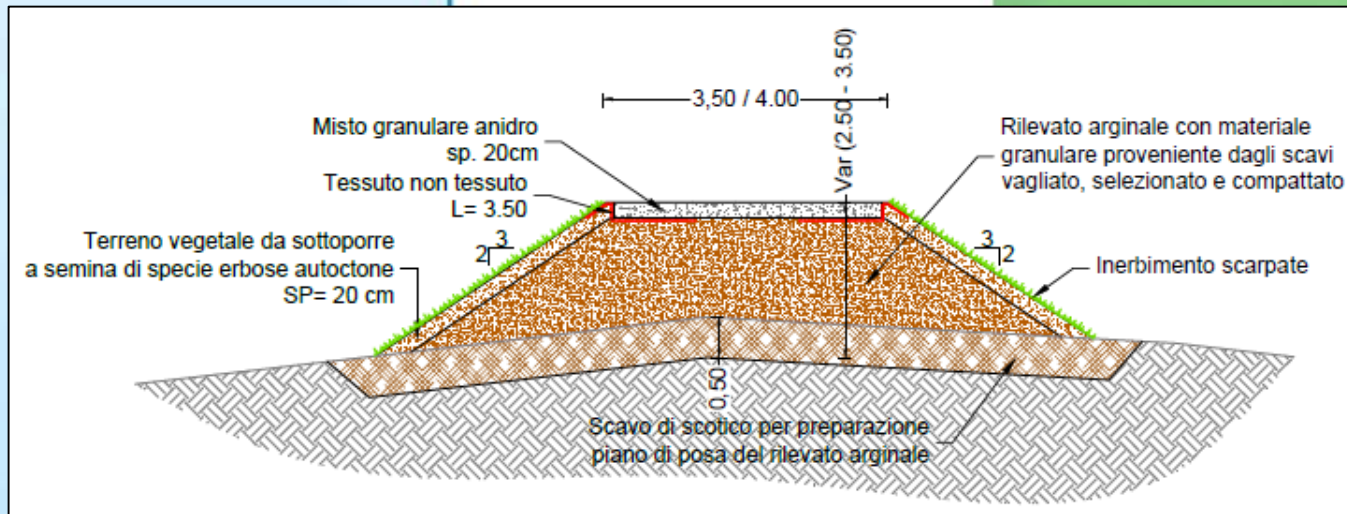 3,50 / 4.00
Var (2.50 - 3.50)
Misto granulare anidro
sp. 20cm
Tessuto non tessuto
L= 3.50
Terreno vegetale da sottoporre
a semina di specie erbose autoctone
SP= 20 cm
3
2
Rilevato arginale con materiale
granulare proveniente dagli scavi
vagliato, selezionato e compattato
3
2
Inerbimento scarpate
0,50
Scavo di scotico per preparazione
piano di posa del rilevato arginale